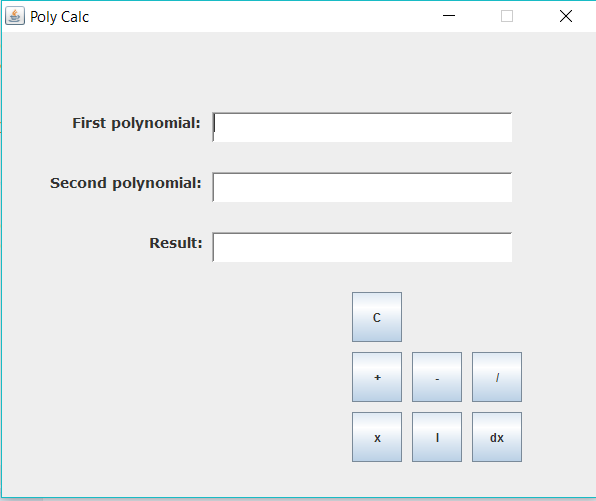 Poly Calc
First polynomial:
Second polynomial:
Result:
C
+ - /
x I dx